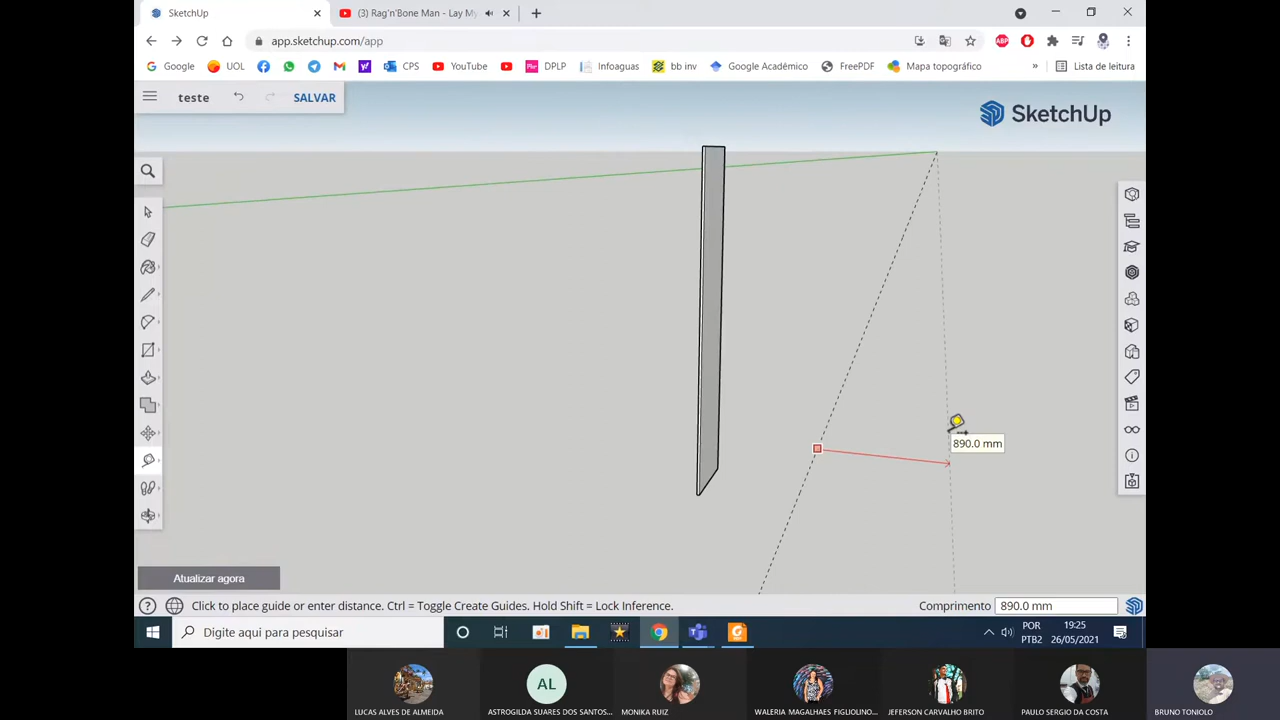 SketchUp
(3) Rag'n'Bone Man - Lay My
app.sketchup.com/app
ABP
Google
UOL
CPS
YouTube
DPLP
Infoaguas
bb inv
Google Acadêmico
FreePDF
Mapa topográfico
»
Lista de leitura
teste
SALVAR
SketchUp
890.0 mm
Atualizar agora
Click to place guide or enter distance. Ctrl = Toggle Create Guides. Hold Shift = Lock Inference.
Comprimento
890.0 mm
Digite aqui para pesquisar
POR
PTB2
19:25
26/05/2021
AL
LUCAS ALVES DE ALMEIDA
ASTROGILDA SUARES DOS SANTOS...
MONIKA RUIZ
WALERIA MAGALHAES FIGLIOLINO...
JEFERSON CARVALHO BRITO
PAULO SERGIO DA COSTA
BRUNO TONIOLO